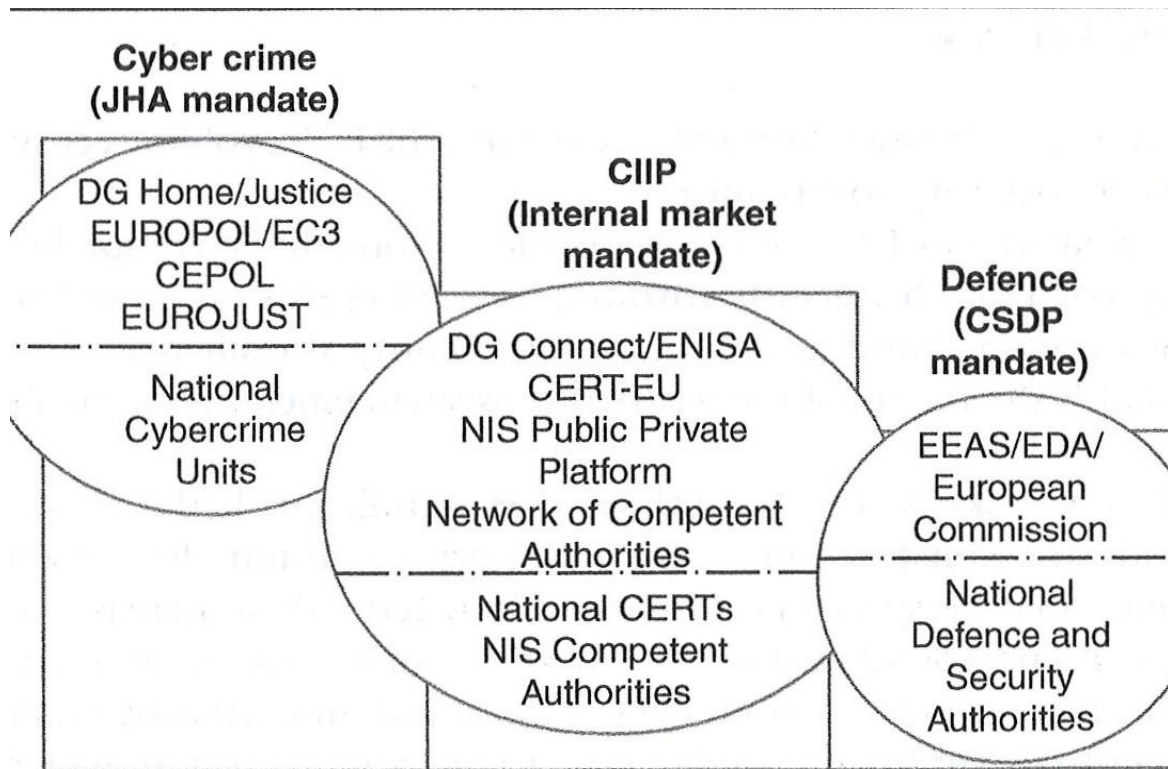 Cyber crime
(JHA mandate)
DG Home/Justice
EUROPOL/EC3
CEPOL
EUROJUST
National
Cybercrime
Units
CIIP
(Internal market
mandate)
DG Connect/ENISA
CERT-EU
NIS Public Private
Platform
Network of Competent
Authorities
National CERTs
NIS Competent
Authorities
Defence
(CSDP
mandate)
EEAS/EDA/
European
Commission
National
Defence and
Security
Authorities